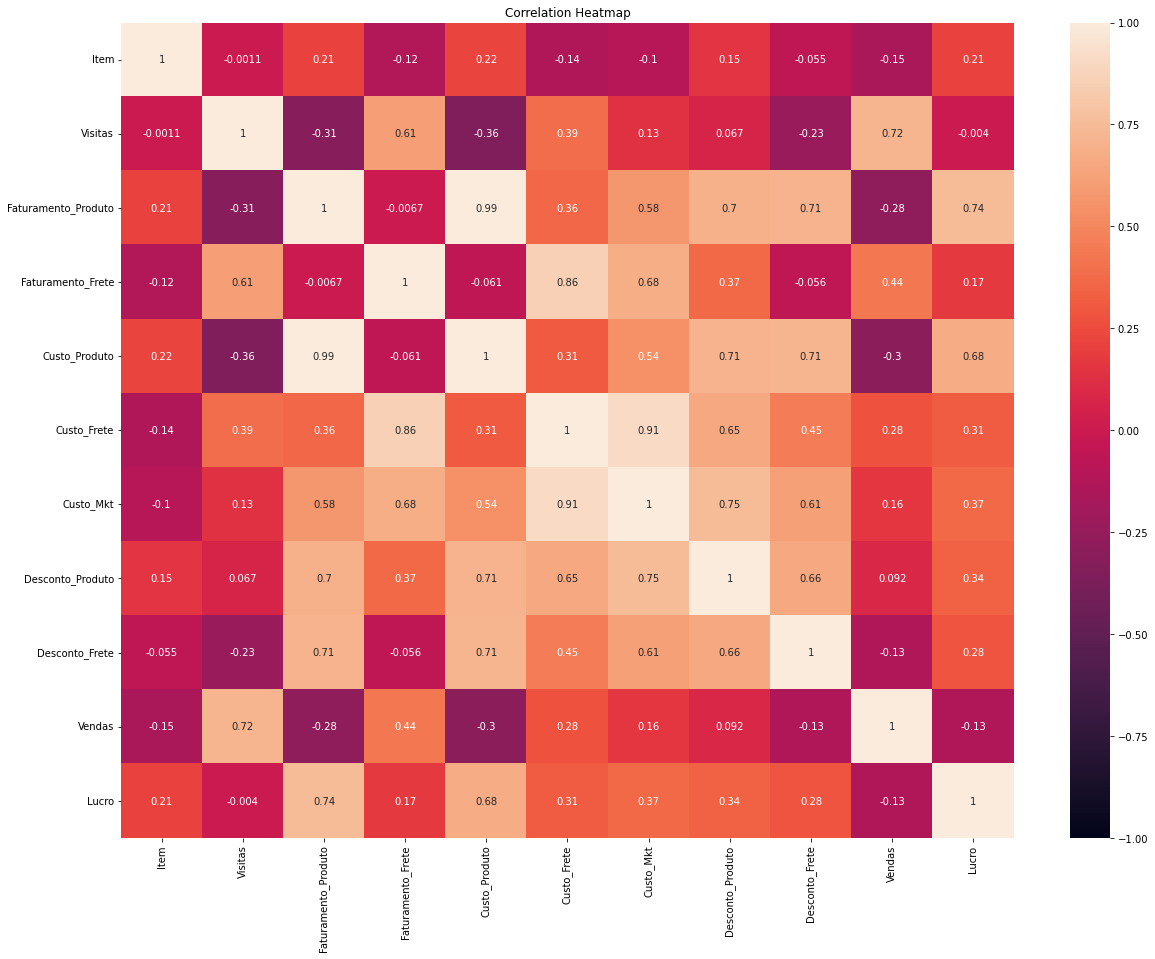 Correlation Heatmap
Item 1 -0.0011 0.21 -0.12 0.22 -0.14 -0.1 0.15 -0.055 -0.15 0.21
Visitas -0.0011 1 -0.31 0.61 -0.36 0.39 0.13 0.067 -0.23 0.72 -0.004
Faturamento_Produto 0.21 -0.31 1 -0.0067 0.99 0.36 0.58 0.7 0.71 -0.28 0.74
Faturamento_Frete -0.12 0.61 -0.0067 1 -0.061 0.86 0.68 0.37 -0.056 0.44 0.17
Custo_Produto 0.22 -0.36 0.99 -0.061 1 0.31 0.54 0.71 0.71 -0.3 0.68
Custo_Frete -0.14 0.39 0.36 0.86 0.31 1 0.91 0.65 0.45 0.28 0.31
Custo_Mkt -0.1 0.13 0.58 0.68 0.54 0.91 1 0.75 0.61 0.16 0.37
Desconto_Produto 0.15 0.067 0.7 0.37 0.71 0.65 0.75 1 0.66 0.092 0.34
Desconto_Frete -0.055 -0.23 0.71 -0.056 0.71 0.45 0.61 0.66 1 -0.13 0.28
Vendas -0.15 0.72 -0.28 0.44 -0.3 0.28 0.16 0.092 -0.13 1 -0.13
Lucro 0.21 -0.004 0.74 0.17 0.68 0.31 0.37 0.34 0.28 -0.13 1
Item
Visitas
Faturamento_Produto
Faturamento_Frete
Custo_Produto
Custo_Frete
Custo_Mkt
Desconto_Produto
Desconto_Frete
Vendas
Lucro
1.00
0.75
0.50
0.25
0.00
−0.25
−0.50
−0.75
−1.00